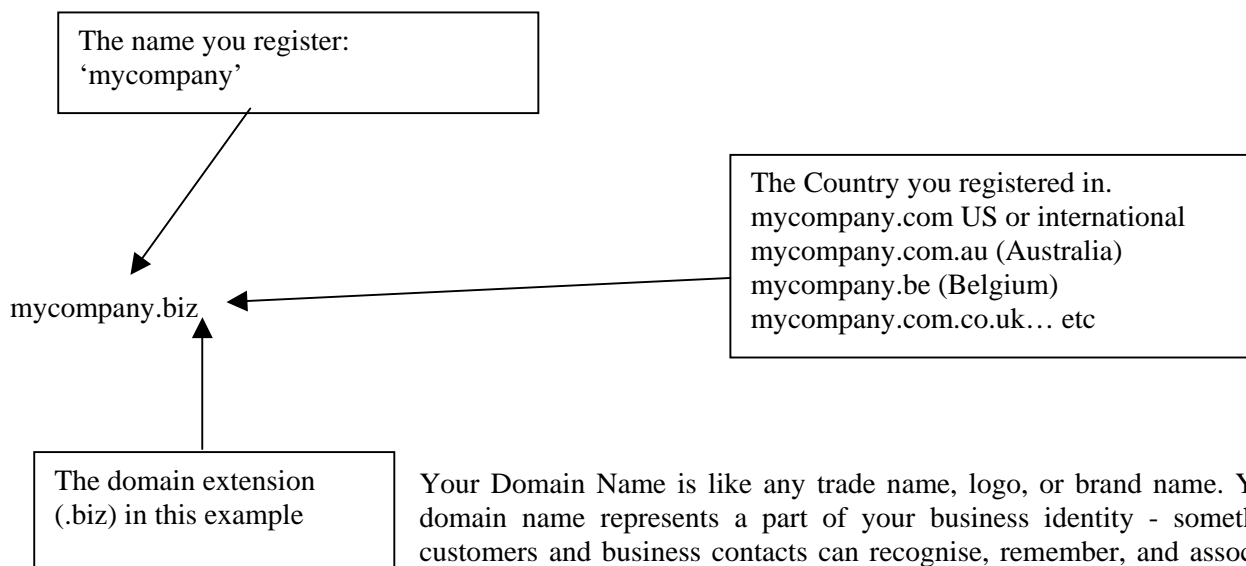 The name you register:
‘mycompany’
The Country you registered in.
mycompany.com US or international
mycompany.com.au (Australia)
mycompany.be (Belgium)
mycompany.com.co.uk… etc
mycompany.biz
The domain extension
(.biz) in this example
Your Domain Name is like any trade name, logo, or brand name.
domain name represents a part of your business identity -
customers and business contacts can recognise, remember, and